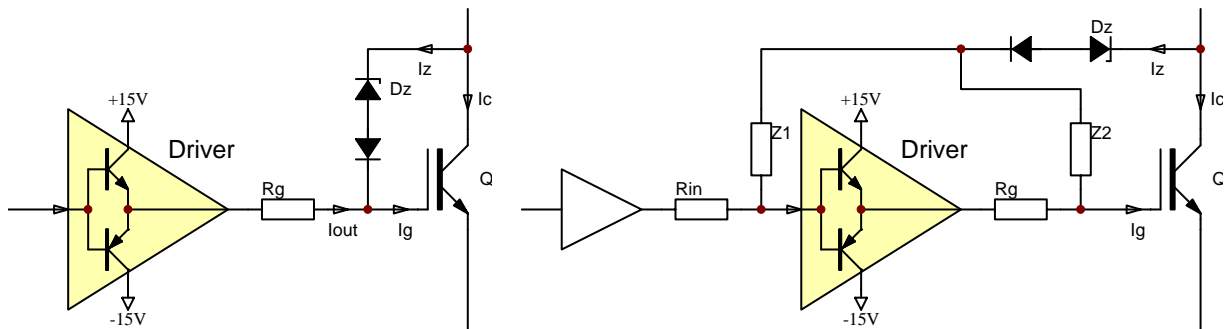 Dz
Iz
+15V
Ic
Driver
Q
Rg
Iout
Ig
-15V
Dz
Iz
+15V
Ic
Z1
Driver
Z2
Q
Rin
Rg
Ig
-15V